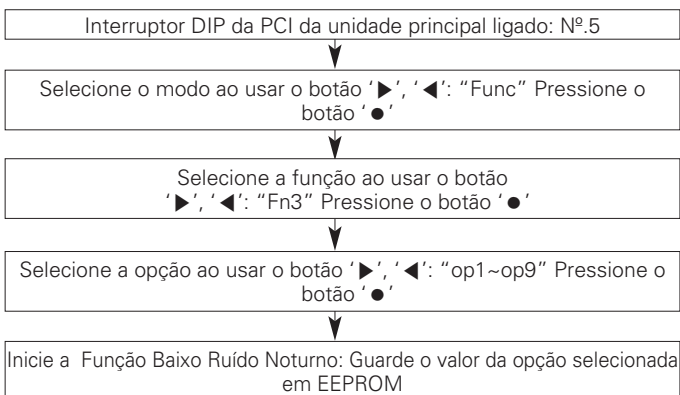 Interruptor DIP da PCI da unidade principal ligado: Nº.5
Selecione o modo ao usar o botão ‘▶’, ‘◀’: “Func” Pressione o
botão ‘●’
Selecione a função ao usar o botão
‘▶’, ‘◀’: “Fn3” Pressione o botão ‘●’
Selecione a opção ao usar o botão ‘▶’, ‘◀’: “op1~op9” Pressione o
botão ‘●’
Inicie a Função Baixo Ruído Noturno: Guarde o valor da opção selecionada
em EEPROM